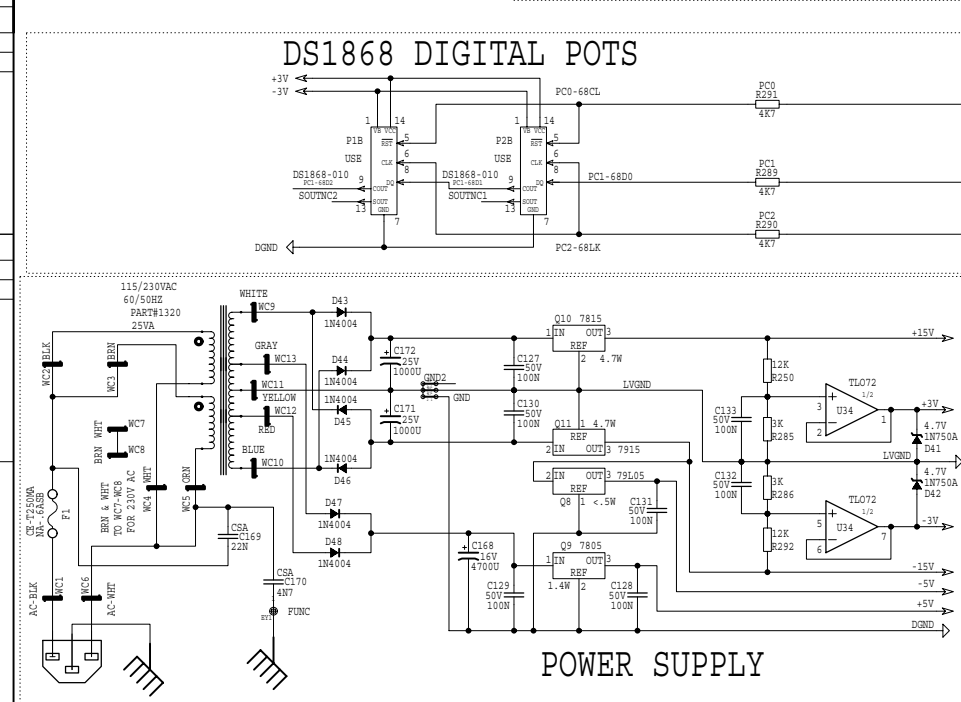 DS1868 DIGITAL POTS
+3V
-3V
PC0-68CL
PC0
R291
4K7
1
14
VB VCC
P1B
RST
5
USE
CLK
6
8
DS1868-010
PC1-68D2
9
COUT
DQ
SOUTNC2
13
SOUT
GND
7
1
14
VB VCC
P2B
RST
5
USE
CLK
6
8
DS1868-010
PC1-68D1
9
COUT
DQ
SOUTNC1
13
SOUT
GND
7
PC1-68D0
PC1
R289
4K7
PC2
R290
4K7
DGND
PC2-68LK
115/230VAC
60/50HZ
PART#1320
25VA
WHITE
WC9
GRAY
WC13
WC11
YELLOW
WC12
RED
BLUE
WC10
WC2
BLK
WC3
BRN
BRN WHT
WC7
WC8
BRN & WHT
TO WC7-WC8
FOR 230V AC
WC4
WHT
WC5
ORN
CE-T250MA
NA-.6ASB
F1
AC-BLK
WC1
WC6
AC-WHT
CSA
C169
22N
CSA
C170
4N7
FUNC
D43
1N4004
D44
1N4004
1N4004
D45
1N4004
D46
D47
1N4004
D48
1N4004
+
C172
25V
1000U
+
C171
25V
1000U
GND2
GND
C127
50V
100N
C130
50V
100N
Q10 7815
1
IN
OUT
3
REF
2
4.7W
LVGND
Q11
1
4.7W
REF
2
IN
OUT
3
7915
2
IN
OUT
3
79L05
REF
Q8
1
<.5W
C131
50V
100N
+
C168
16V
4700U
Q9 7805
1
IN
OUT
3
REF
1.4W
2
C129
50V
100N
C128
50V
100N
+15V
12K
R250
TLO72
1/2
+
3
U34
1
-
2
+3V
C133
50V
100N
3K
R285
4.7V
1N750A
D41
LVGND
C132
50V
100N
3K
R286
4.7V
1N750A
D42
TLO72
1/2
+
5
U34
7
-
6
-3V
12K
R292
-15V
-5V
+5V
DGND
POWER SUPPLY